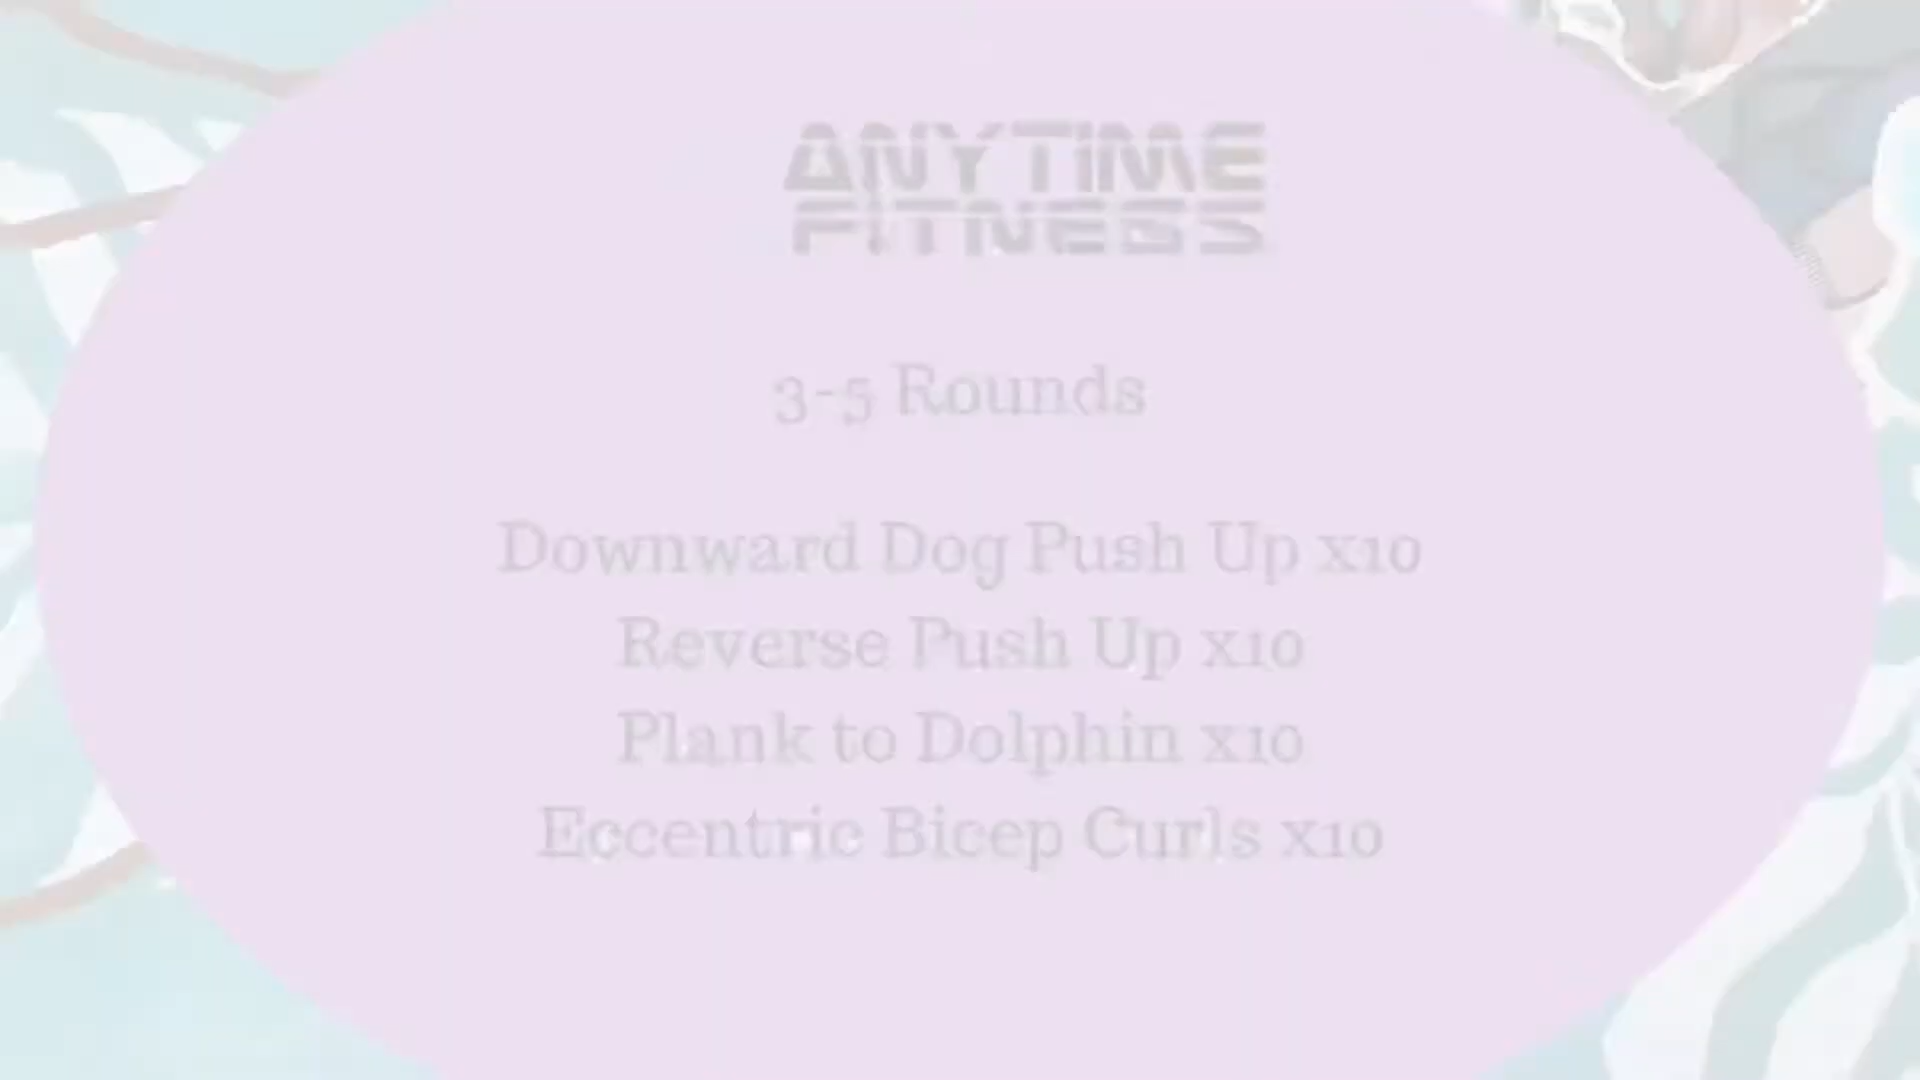 ANYTIME
FITNESS
3-5 Rounds
Downward Dog Push Up x10
Reverse Push Up x10
Plank to Dolphin x10
Eccentric Bicep Curls x10